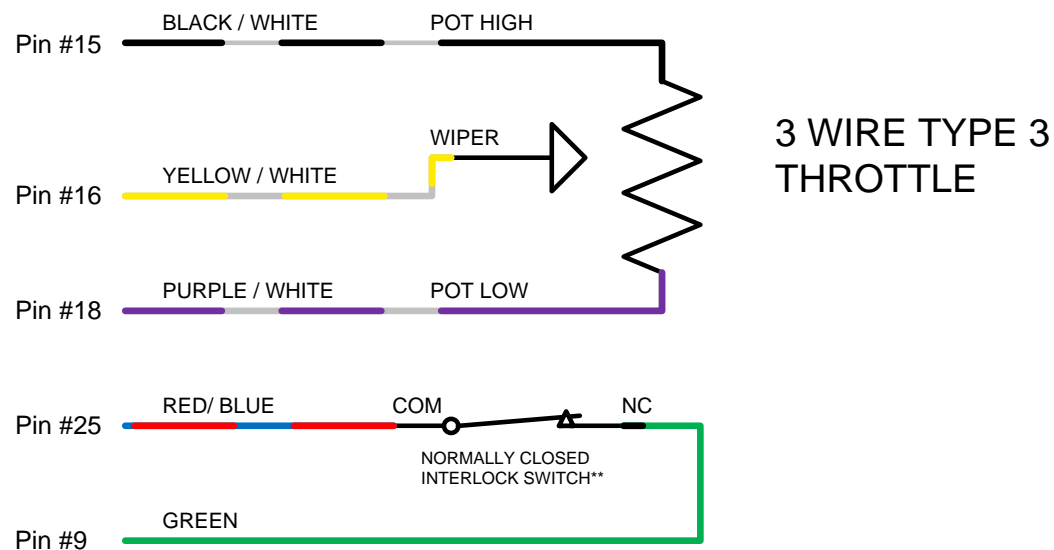 BLACK / WHITE
POT HIGH
Pin #15
3 WIRE TYPE 3
THROTTLE
WIPER
YELLOW / WHITE
Pin #16
PURPLE / WHITE
POT LOW
Pin #18
RED/ BLUE
COM
NC
Pin #25
NORMALLY CLOSED
INTERLOCK SWITCH**
GREEN
Pin #9